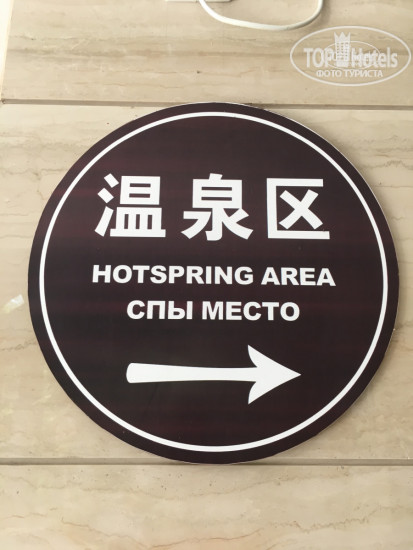 TOP Hotels
ФОТО ТУРИСТА
温泉区
HOTSPRING AREA
СПЫ МЕСТО